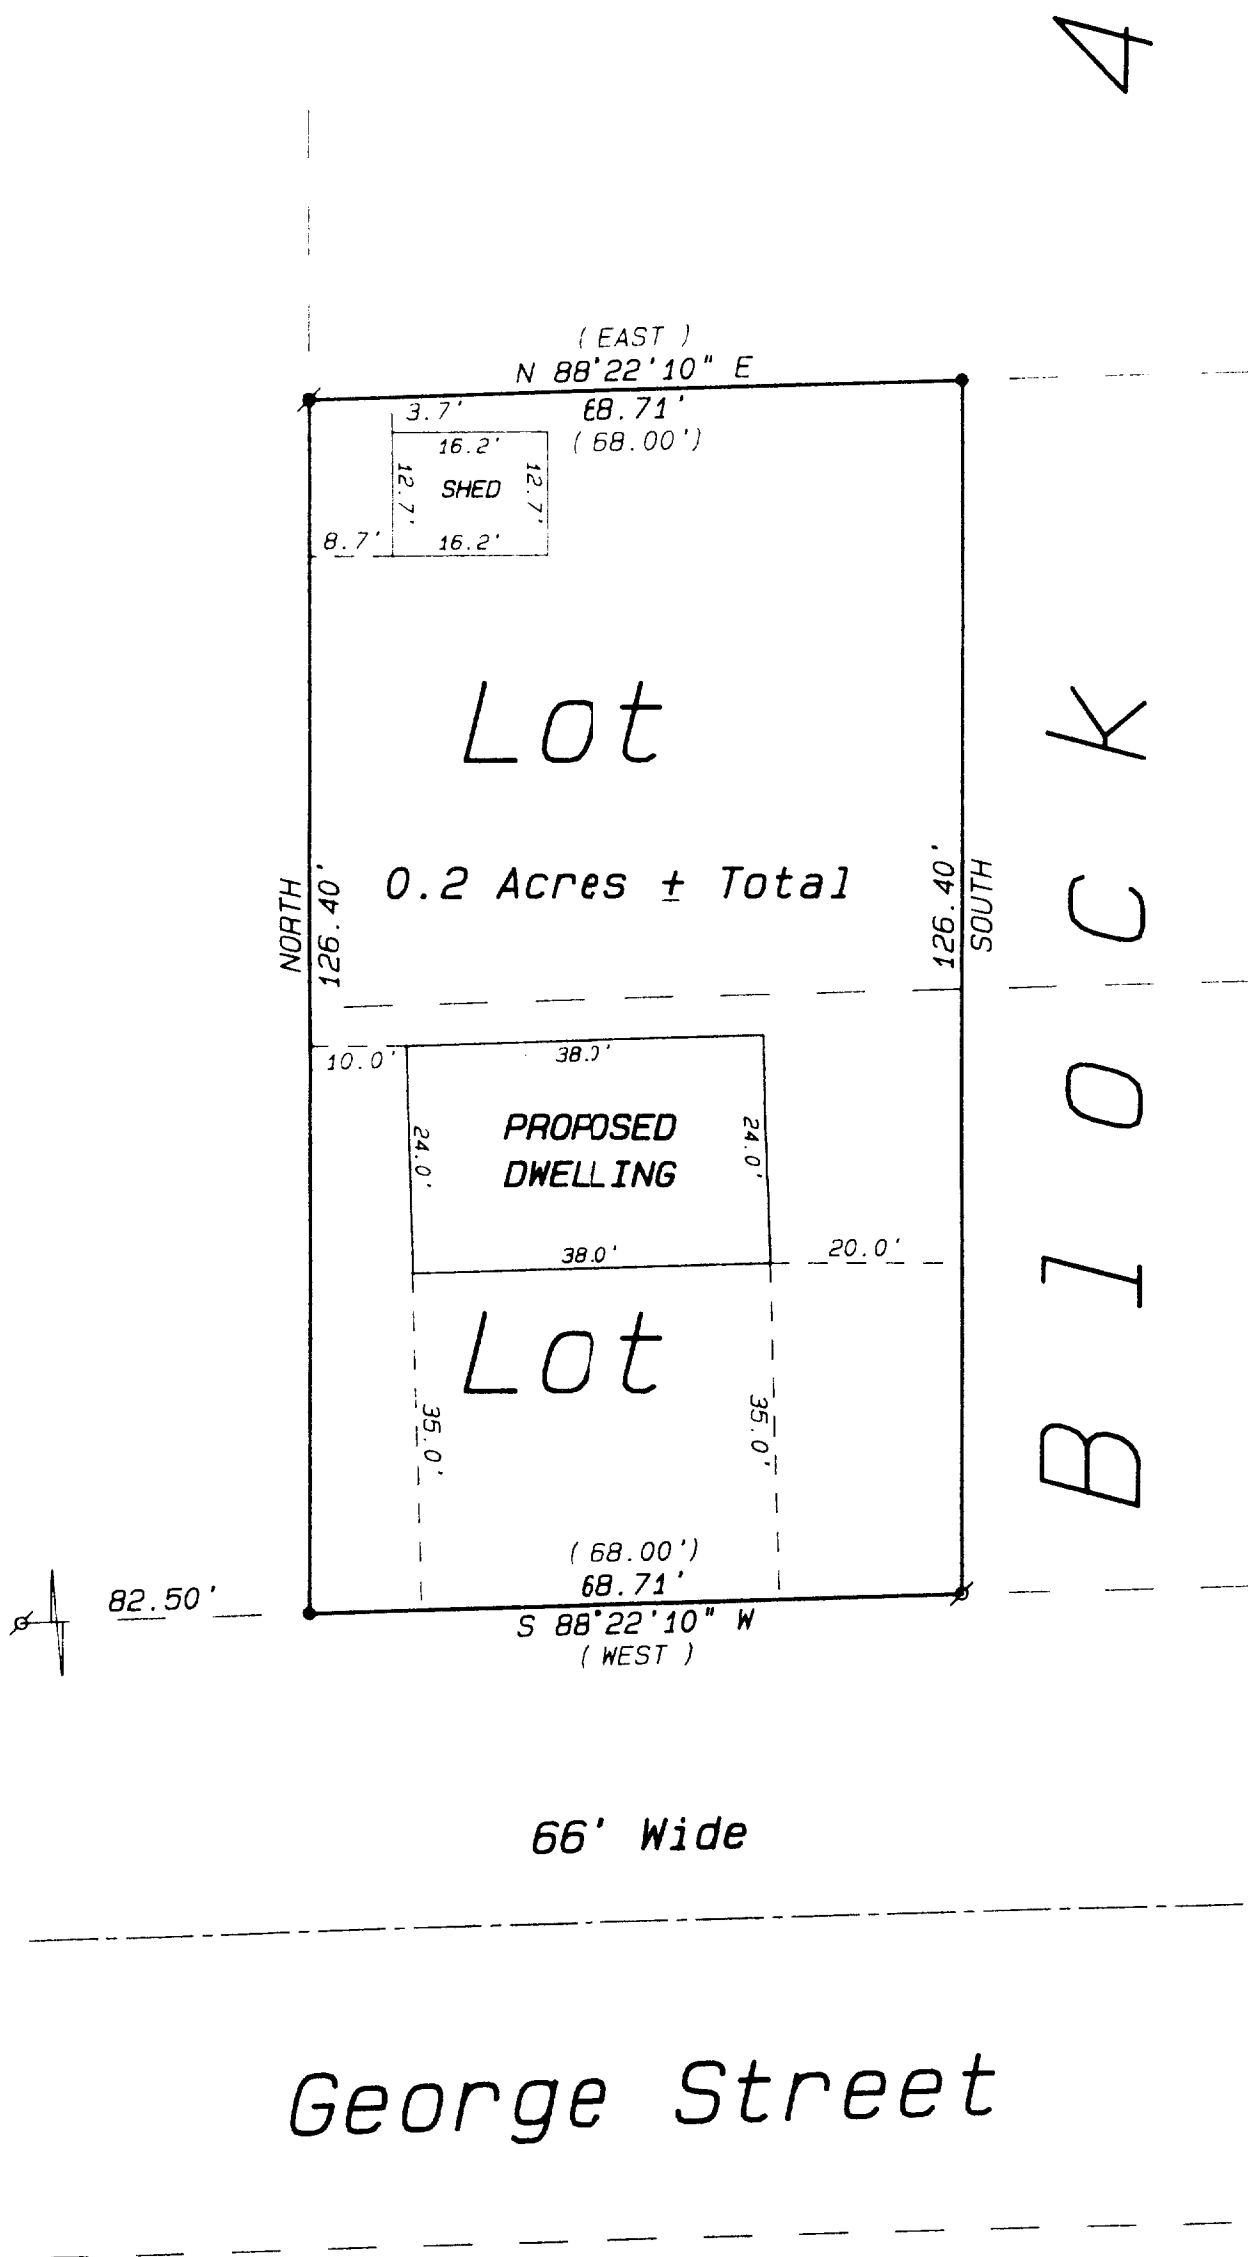 4
( EAST )
N 88°22'10" E
68.71'
(68.00')
3.7'
16.2'
12.7'
SHED
12.7'
8.7'
16.2'
Lot
0.2 Acres ± Total
NORTH
126.40'
126.40'
SOUTH
Block
10.0'
38.0'
24.0'
PROPOSED
DWELLING
24.0'
38.0'
20.0'
Lot
35.0'
35.0'
(68.00')
68.71'
S 88°22'10" W
( WEST )
82.50'
66' Wide
George Street